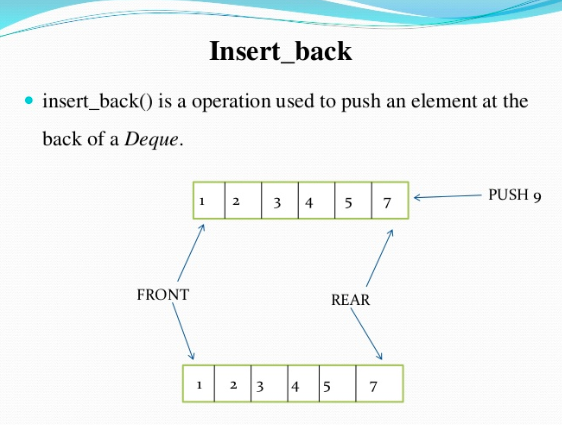 Insert_back
insert_back() is a operation used to push an element at the
back of a Deque.
1 2 3 4 5 7
PUSH 9
FRONT
REAR
1 2 3 4 5 7